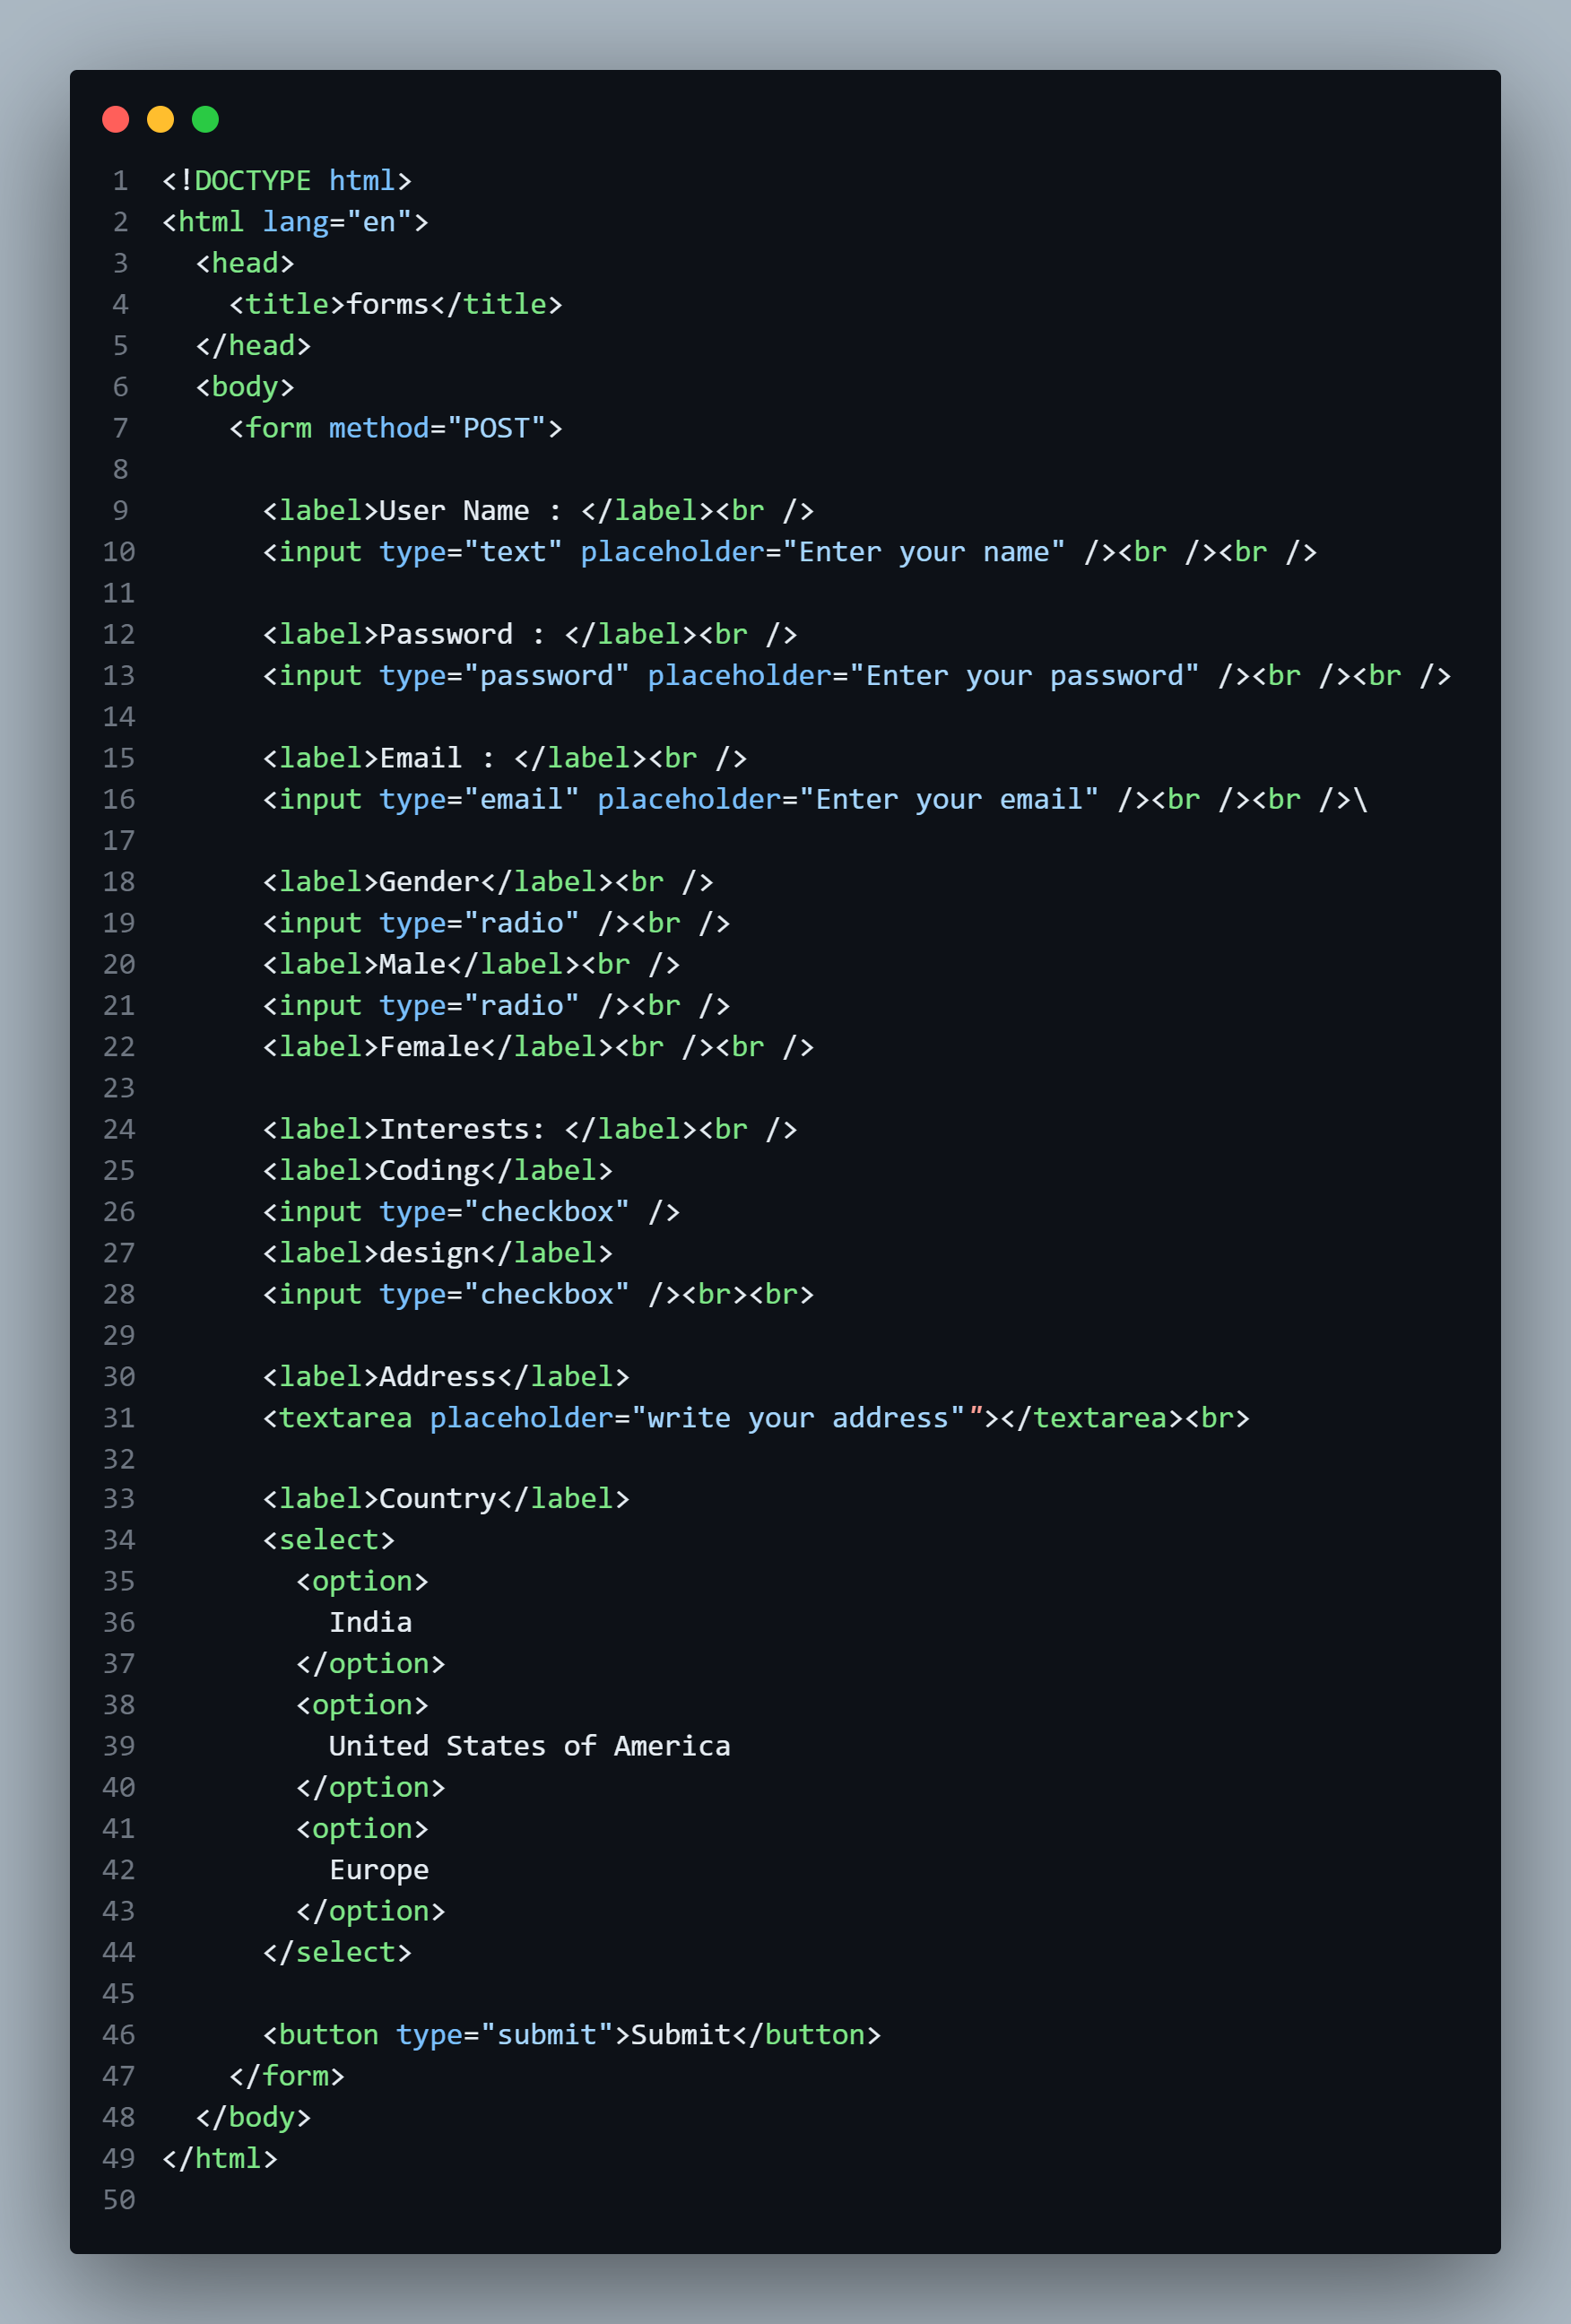 1 <!DOCTYPE html>
2 <html lang="en">
3   <head>
4     <title>forms</title>
5   </head>
6   <body>
7     <form method="POST">
8
9       <label>User Name : </label><br />
10       <input type="text" placeholder="Enter your name" /><br /><br />
11
12       <label>Password : </label><br />
13       <input type="password" placeholder="Enter your password" /><br /><br />
14
15       <label>Email : </label><br />
16       <input type="email" placeholder="Enter your email" /><br /><br />\
17
18       <label>Gender</label><br />
19       <input type="radio" /><br />
20       <label>Male</label><br />
21       <input type="radio" /><br />
22       <label>Female</label><br /><br />
23
24       <label>Interests: </label><br />
25       <label>Coding</label>
26       <input type="checkbox" />
27       <label>design</label>
28       <input type="checkbox" /><br><br>
29
30       <label>Address</label>
31       <textarea placeholder="write your address""></textarea><br>
32
33       <label>Country</label>
34       <select>
35         <option>
36           India
37         </option>
38         <option>
39           United States of America
40         </option>
41         <option>
42           Europe
43         </option>
44       </select>
45
46       <button type="submit">Submit</button>
47     </form>
48   </body>
49 </html>
50